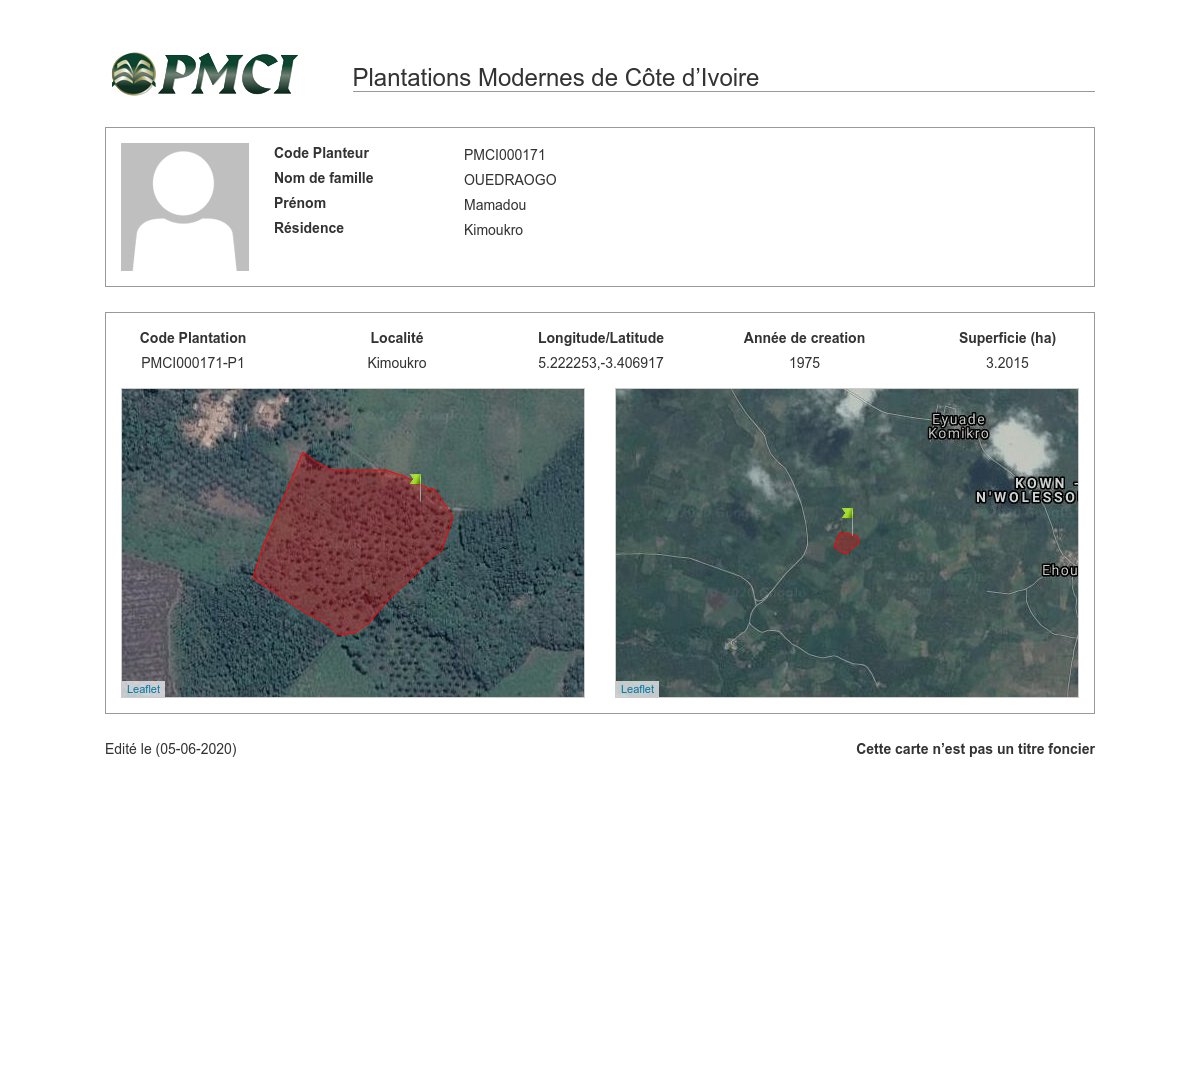 PMCI
Plantations Modernes de Côte d’Ivoire
Code Planteur PMCI000171
Nom de famille OUEDRAOGO
Prénom Mamadou
Résidence Kimoukro
Code Plantation Localité Longitude/Latitude Année de creation Superficie (ha)
PMCI000171-P1 Kimoukro 5.222253,-3.406917 1975 3.2015
Leaflet
Eyuade
Komikro
KOWN -
N'WOLESSO
Ehou
Leaflet
Edité le (05-06-2020) Cette carte n’est pas un titre foncier